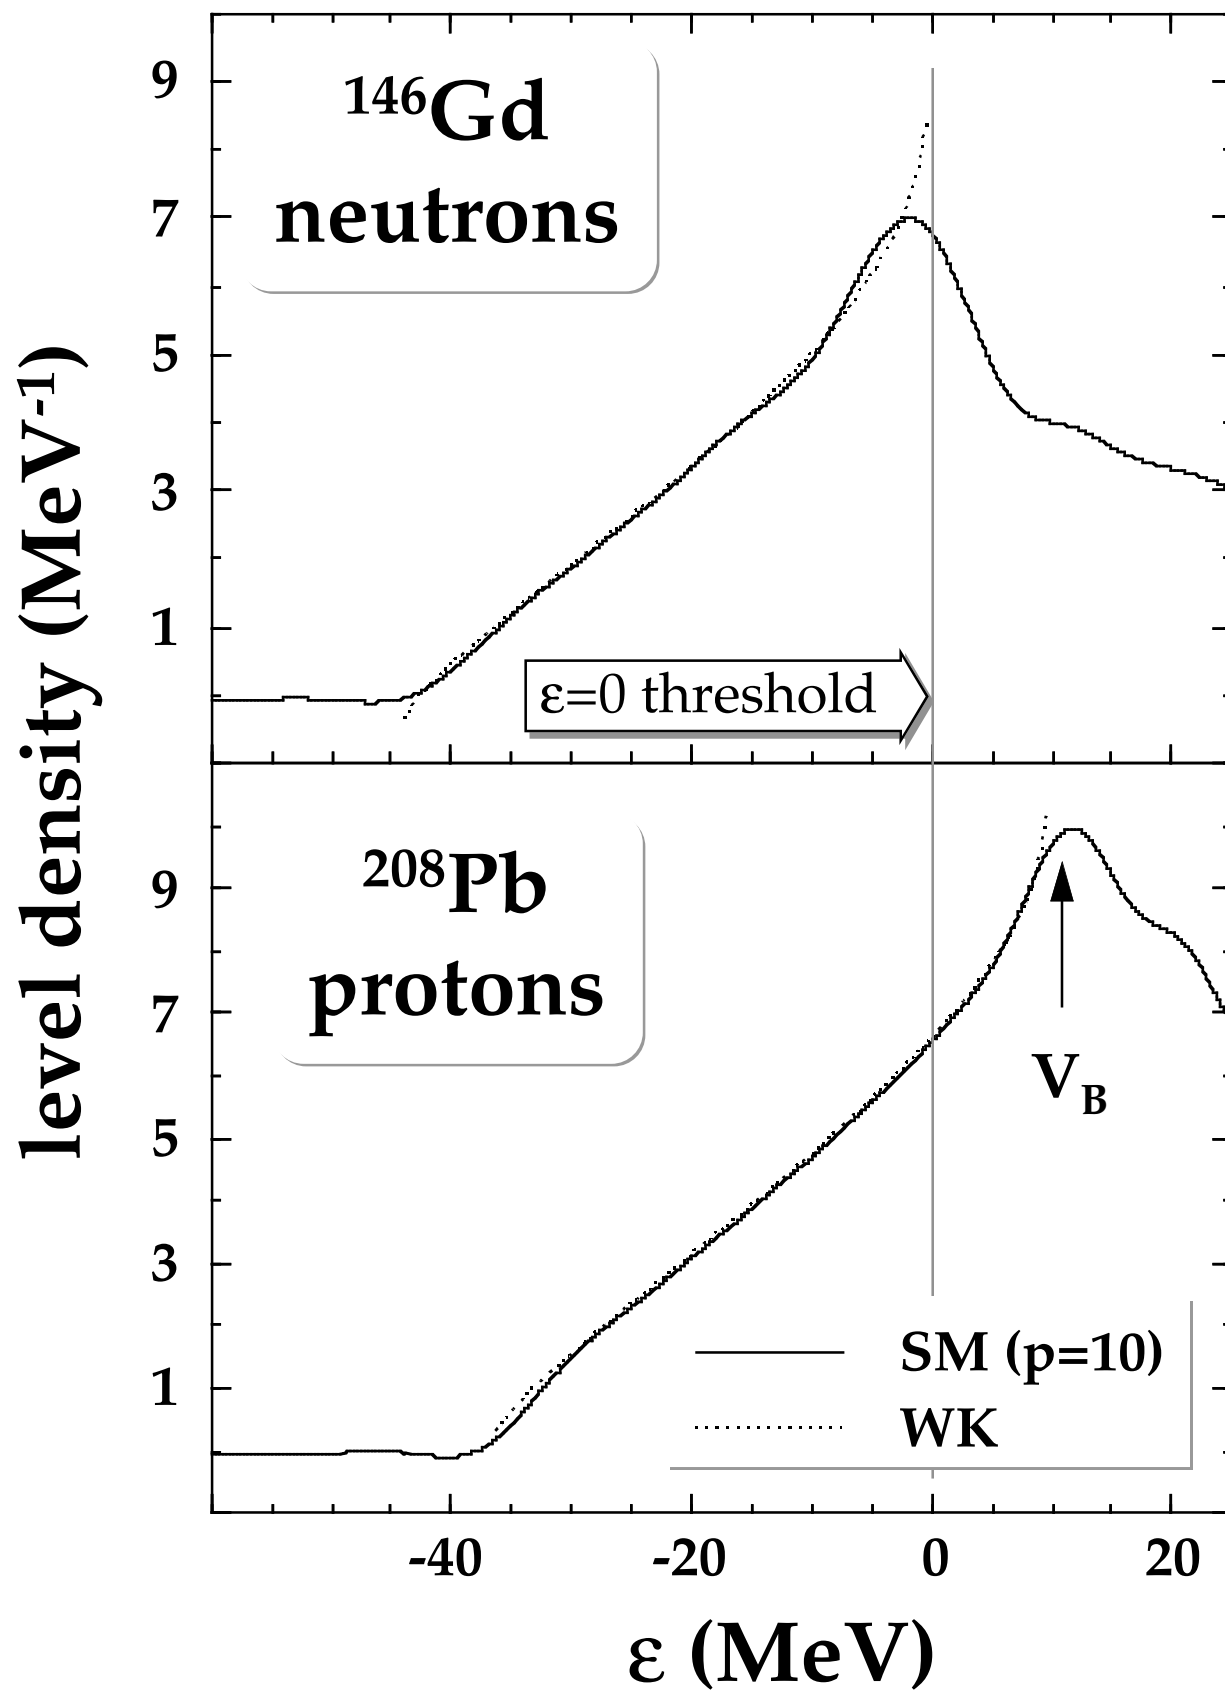 level density (MeV⁻¹)
9
7
5
3
1
¹⁴⁶Gd
neutrons
ε=0 threshold
9
7
5
3
1
²⁰⁸Pb
protons
V_B
SM (p=10)
WK
-40 -20 0 20
ε (MeV)